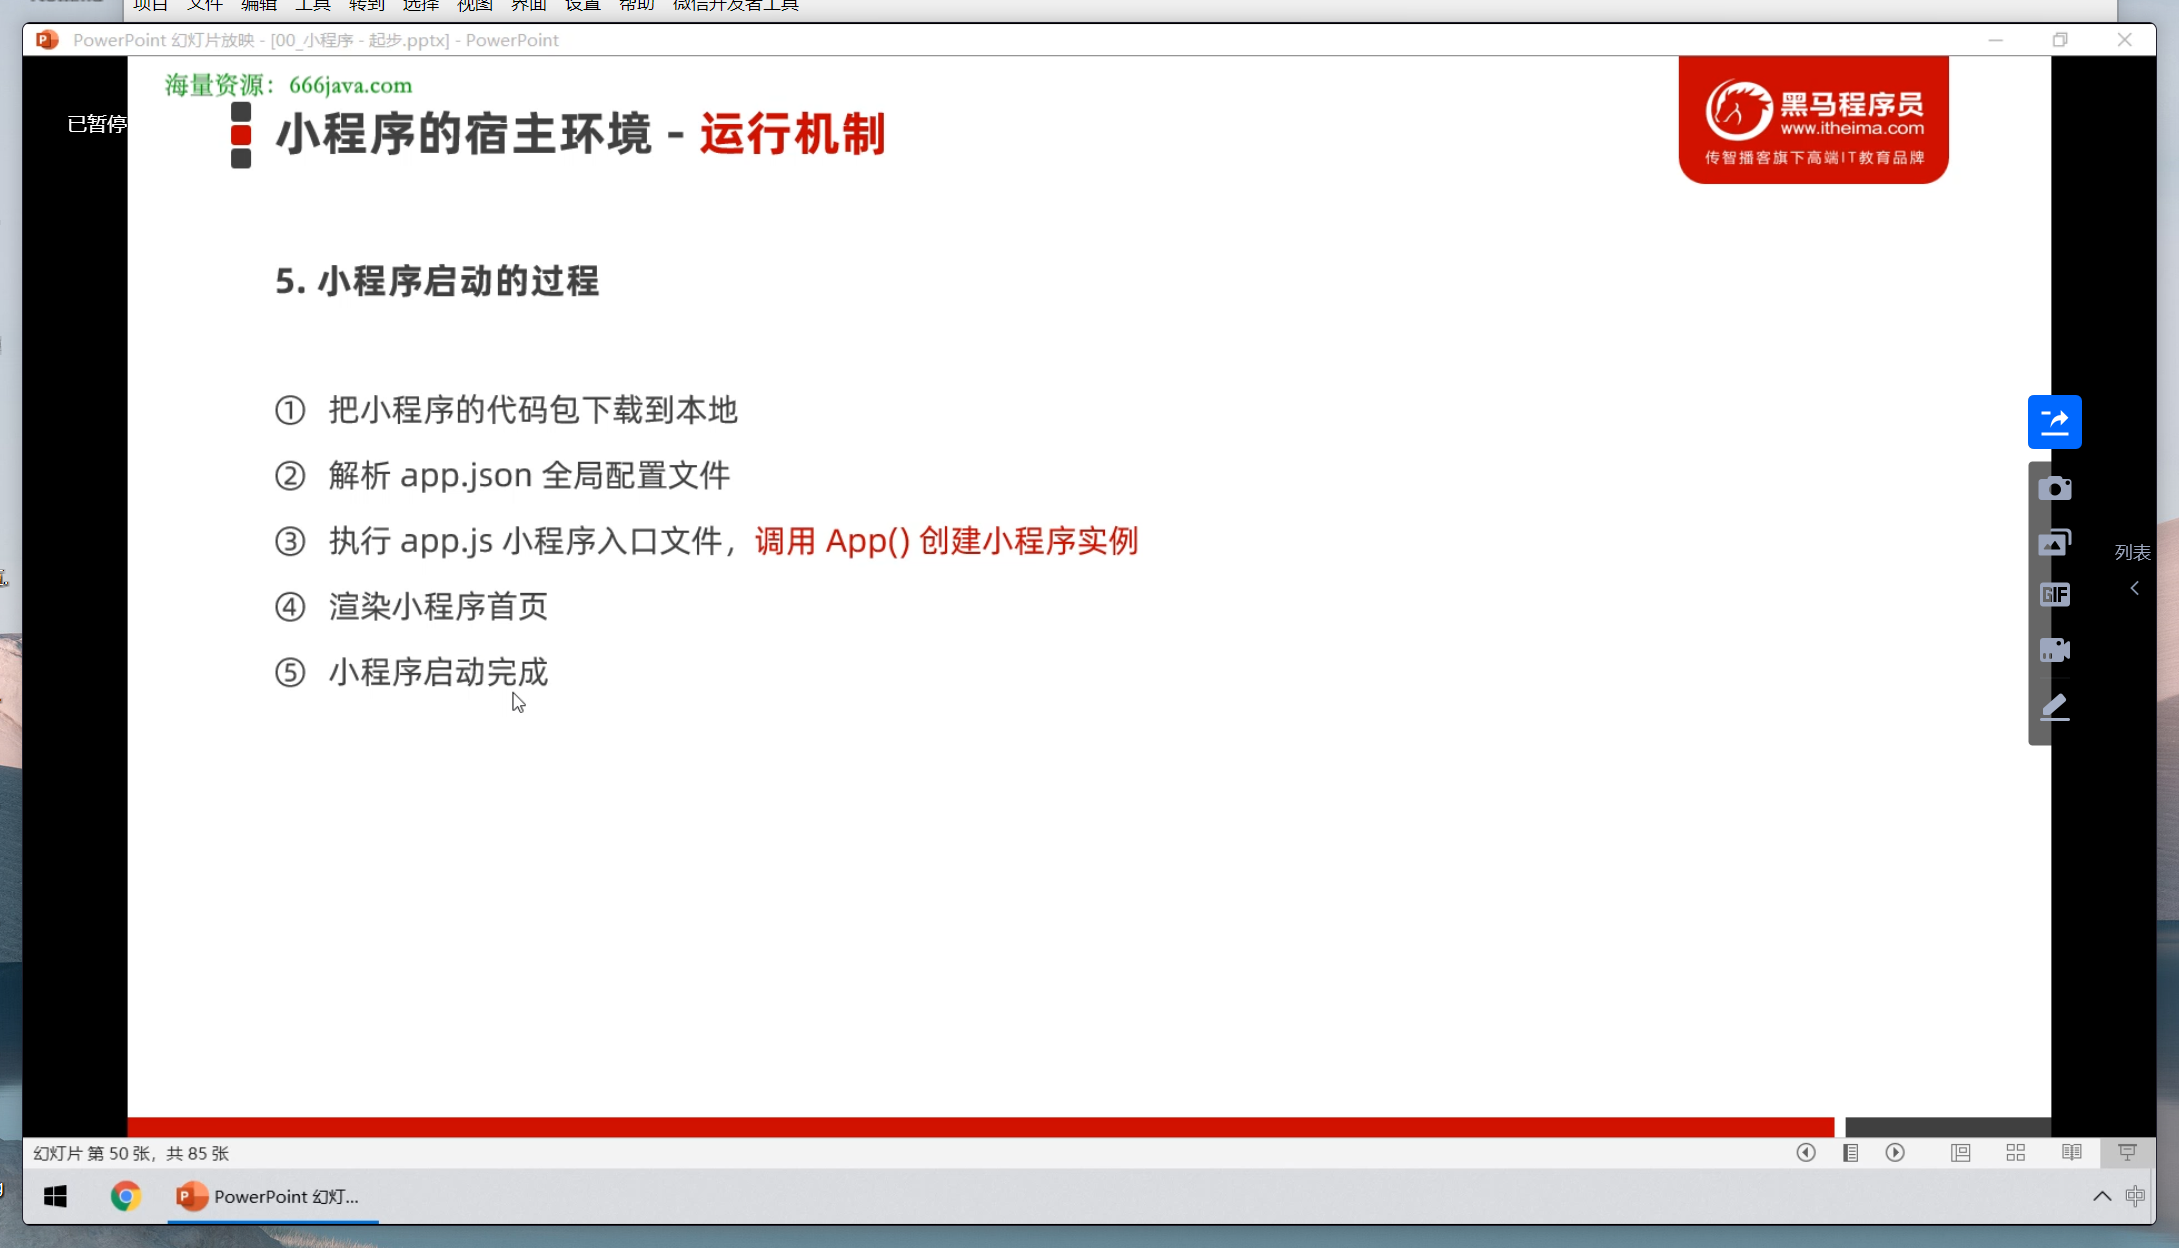 项目 文件 编辑 工具 转到 选择 视图 界面 设置 帮助 微信开发者工具
PowerPoint 幻灯片放映 - [00_小程序 - 起步.pptx] - PowerPoint
海量资源：666java.com
已暂停
小程序的宿主环境 - 运行机制
黑马程序员
www.itheima.com
传智播客旗下高端IT教育品牌
5. 小程序启动的过程
① 把小程序的代码包下载到本地
② 解析 app.json 全局配置文件
③ 执行 app.js 小程序入口文件，调用 App() 创建小程序实例
④ 渲染小程序首页
⑤ 小程序启动完成
列表
GIF
幻灯片 第 50 张，共 85 张
PowerPoint 幻灯...
中